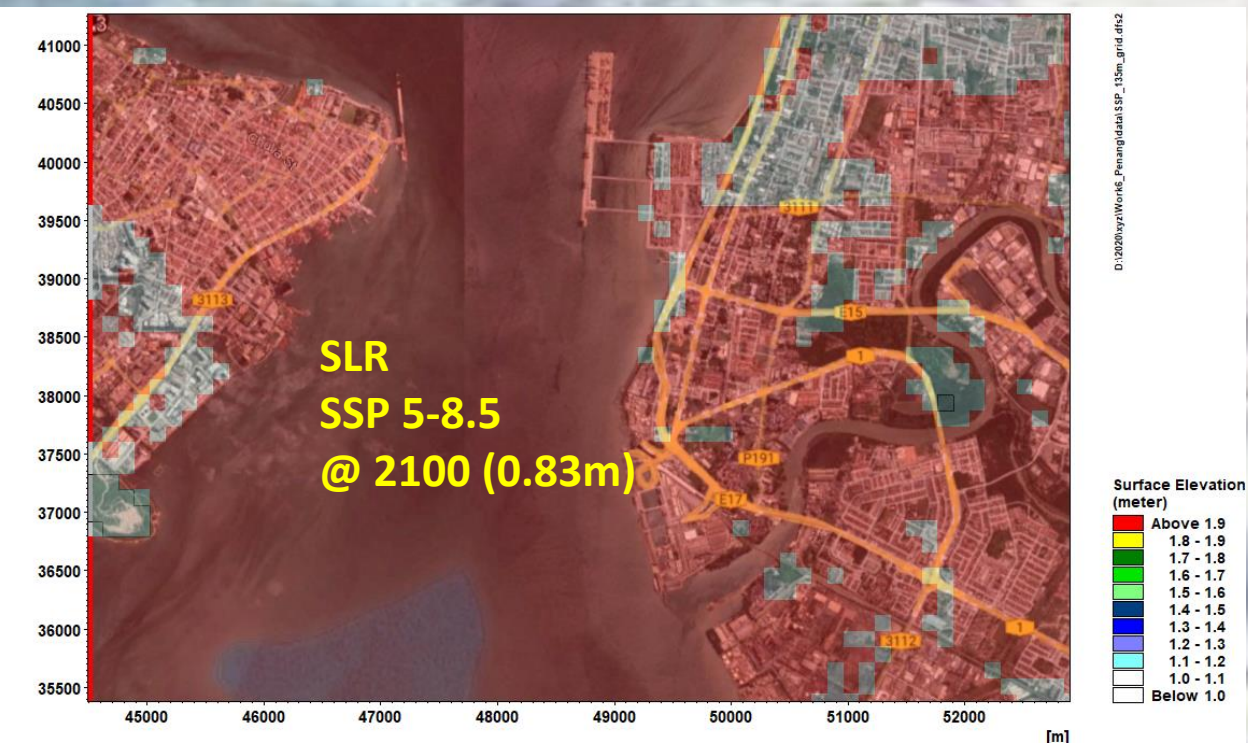 3
41000
40500
40000
39500
39000
38500
38000
37500
37000
36500
36000
35500
3113
3111
E15
1
P191
E17
3112
1
SLR
SSP 5-8.5
@ 2100 (0.83m)
45000 46000 47000 48000 49000 50000 51000 52000
[m]
D:\2020\xyz\Work6_Penang\data\SSP_135m_grid.dfs2
Surface Elevation
(meter)
Above 1.9
1.8 - 1.9
1.7 - 1.8
1.6 - 1.7
1.5 - 1.6
1.4 - 1.5
1.3 - 1.4
1.2 - 1.3
1.1 - 1.2
1.0 - 1.1
Below 1.0